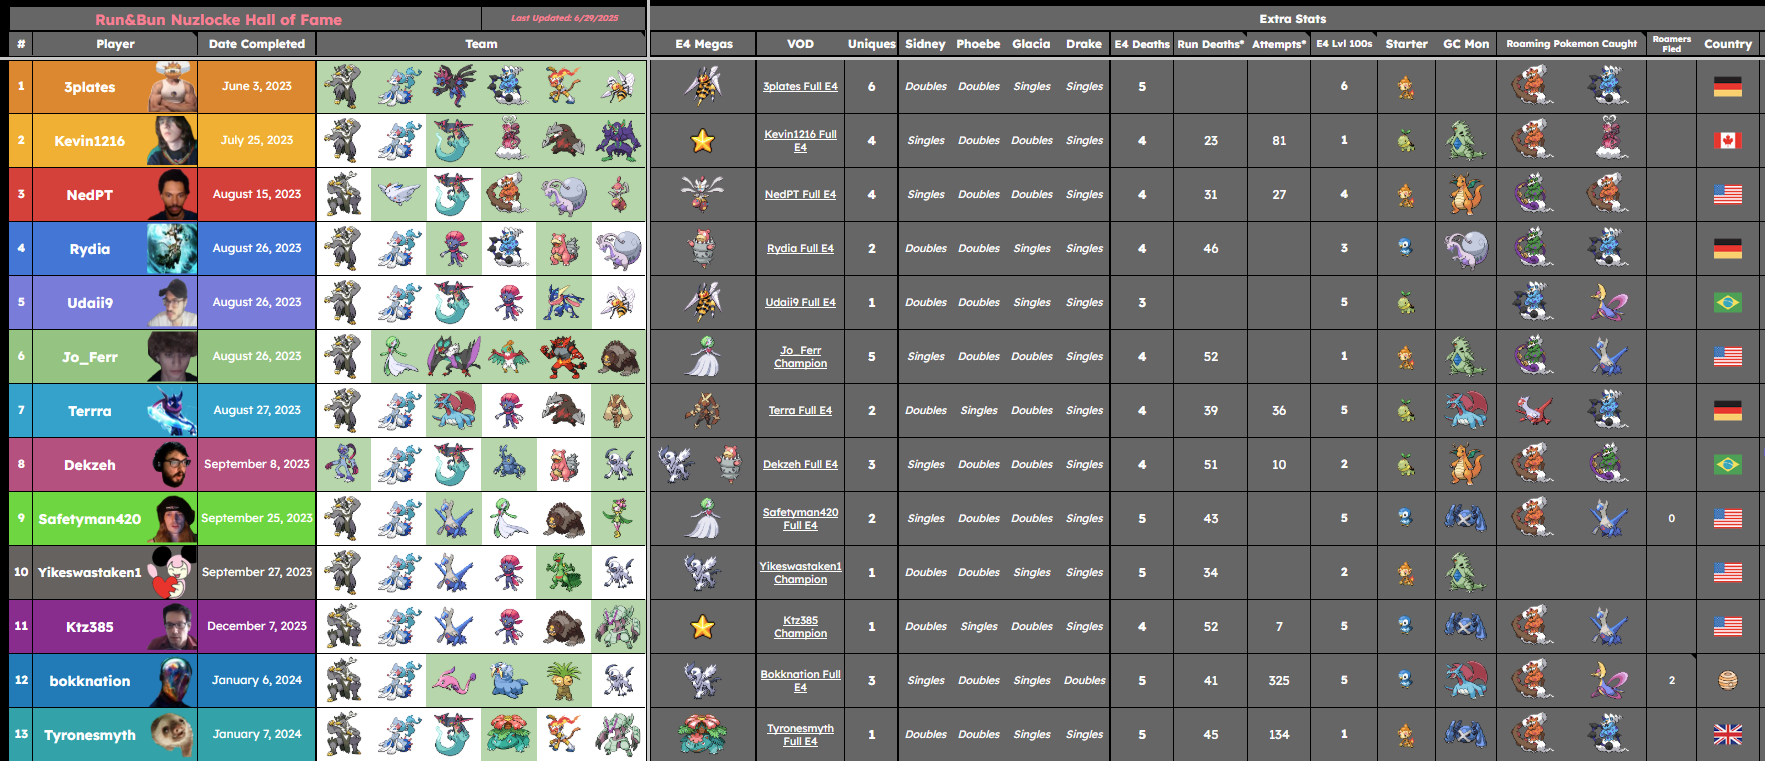 Run&Bun Nuzlocke Hall of Fame Last Updated: 6/29/2025 Extra Stats
# Player Date Completed Team E4 Megas VOD Uniques Sidney Phoebe Glacia Drake E4 Deaths Run Deaths* Attempts* E4 Lvl 100s Starter GC Mon Roaming Pokemon Caught Roamers Fled Country
1 3plates June 3, 2023 3plates Full E4 6 Doubles Doubles Singles Singles 5 6
2 Kevin1216 July 25, 2023 Kevin1216 Full E4 4 Singles Doubles Doubles Singles 4 23 81 1
3 NedPT August 15, 2023 NedPT Full E4 4 Singles Doubles Doubles Singles 4 31 27 4
4 Rydia August 26, 2023 Rydia Full E4 2 Doubles Doubles Singles Singles 4 46 3
5 Udaii9 August 26, 2023 Udaii9 Full E4 1 Doubles Doubles Singles Singles 3 5
6 Jo_Ferr August 26, 2023 Jo_Ferr Champion 5 Singles Doubles Doubles Singles 4 52 1
7 Terrra August 27, 2023 Terra Full E4 2 Doubles Singles Doubles Singles 4 39 36 5
8 Dekzeh September 8, 2023 Dekzeh Full E4 3 Singles Doubles Doubles Singles 4 51 10 2
9 Safetyman420 September 25, 2023 Safetyman420 Full E4 2 Singles Doubles Doubles Singles 5 43 5 0
10 Yikeswastaken1 September 27, 2023 Yikeswastaken1 Champion 1 Doubles Doubles Singles Singles 5 34 2
11 Ktz385 December 7, 2023 Ktz385 Champion 1 Doubles Singles Doubles Singles 4 52 7 5
12 bokknation January 6, 2024 Bokknation Full E4 3 Singles Doubles Singles Doubles 5 41 325 5 2
13 Tyronesmyth January 7, 2024 Tyronesmyth Full E4 1 Doubles Doubles Singles Singles 5 45 134 1